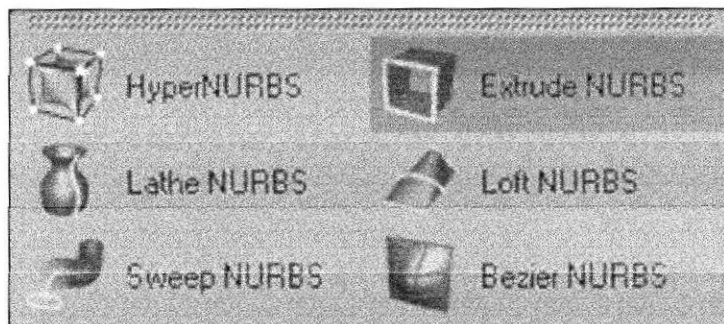 HyperNURBS Extrude NURBS
Lathe NURBS Loft NURBS
Sweep NURBS Bezier NURBS